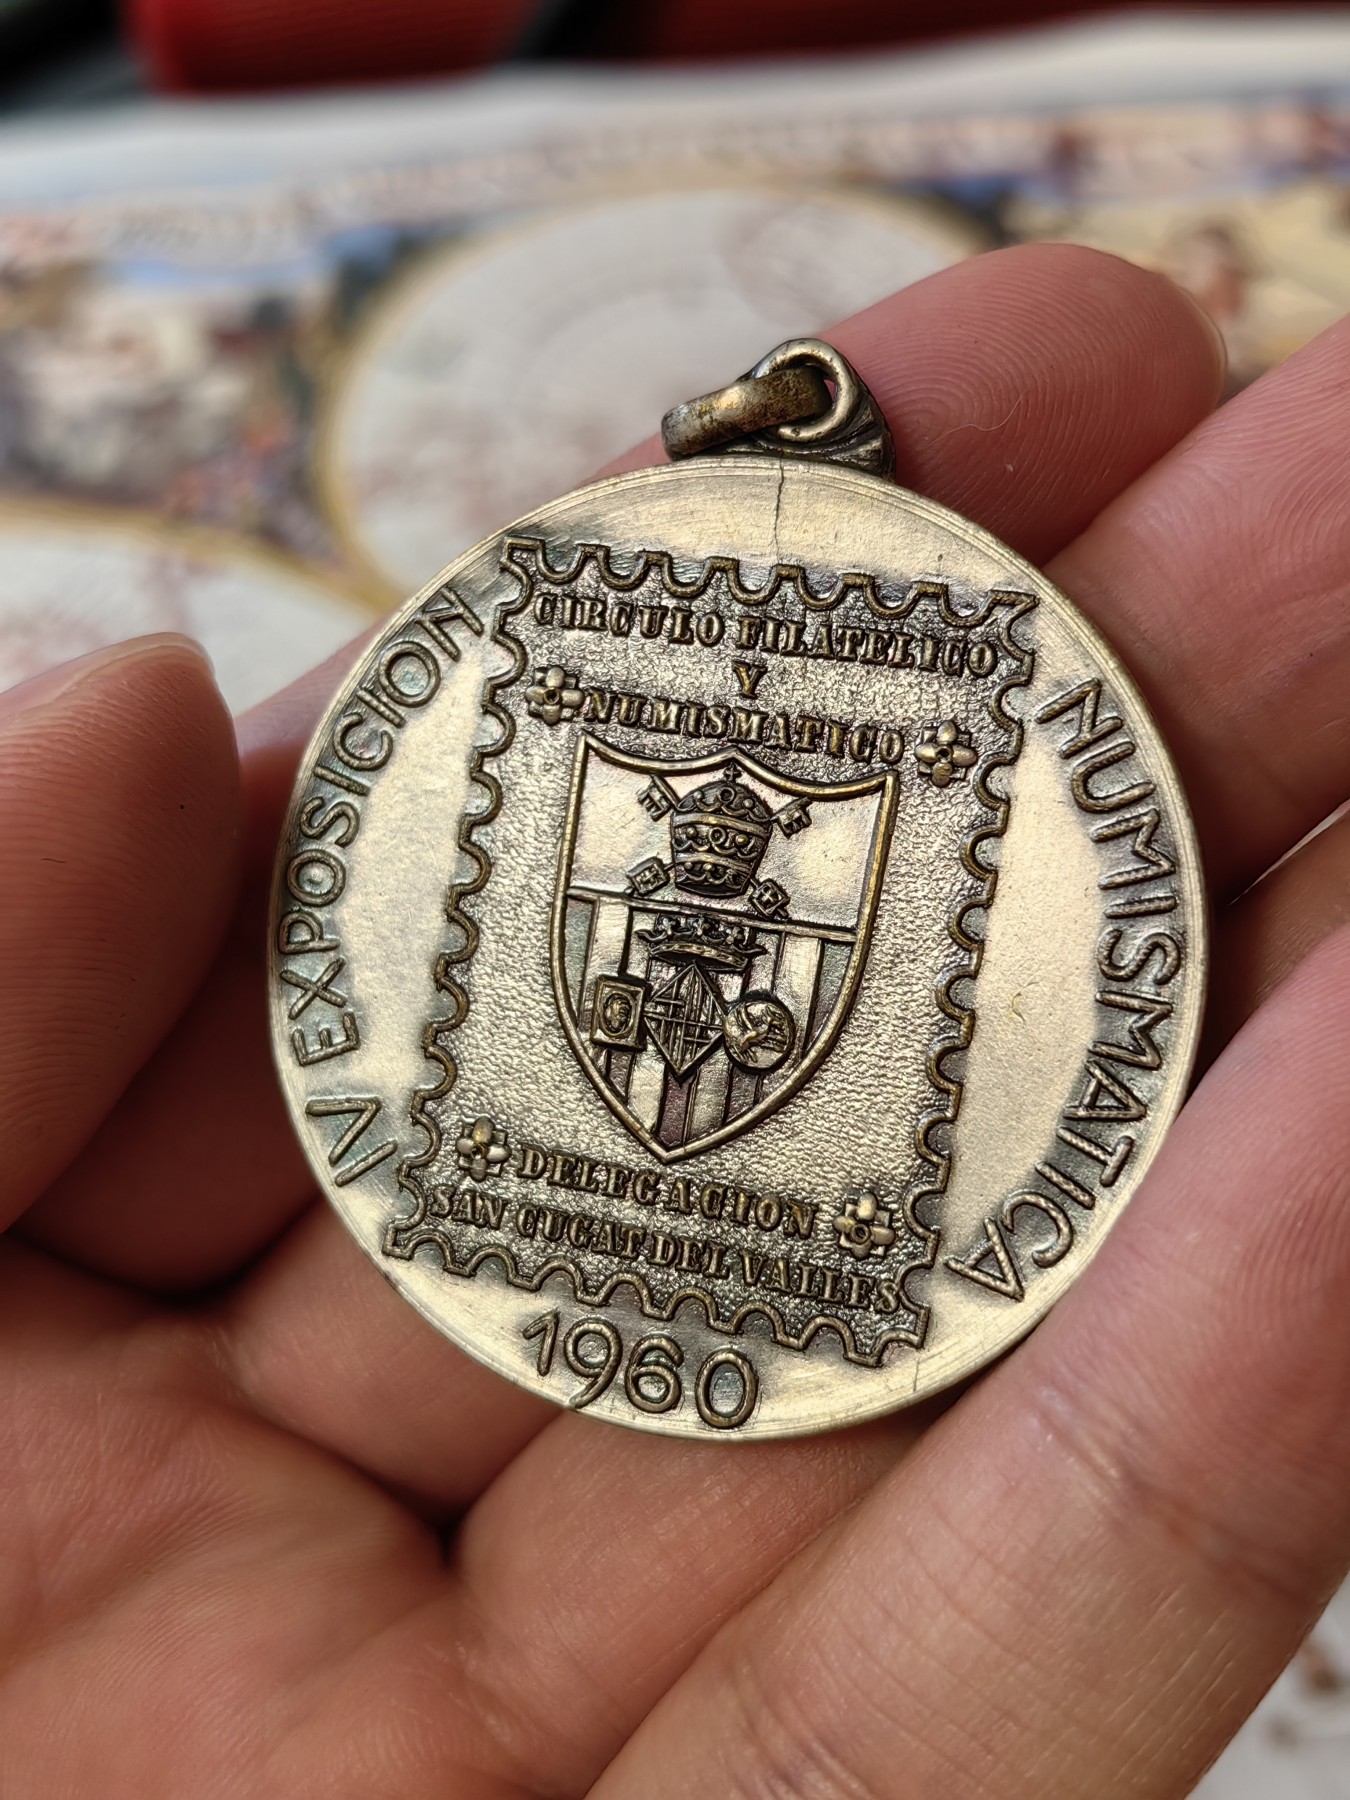 IV EXPOSICION NUMISMATICA
CIRCULO FILATELICO
Y
NUMISMATICO
DELEGACION
SAN CUGAT DEL VALLES
1960